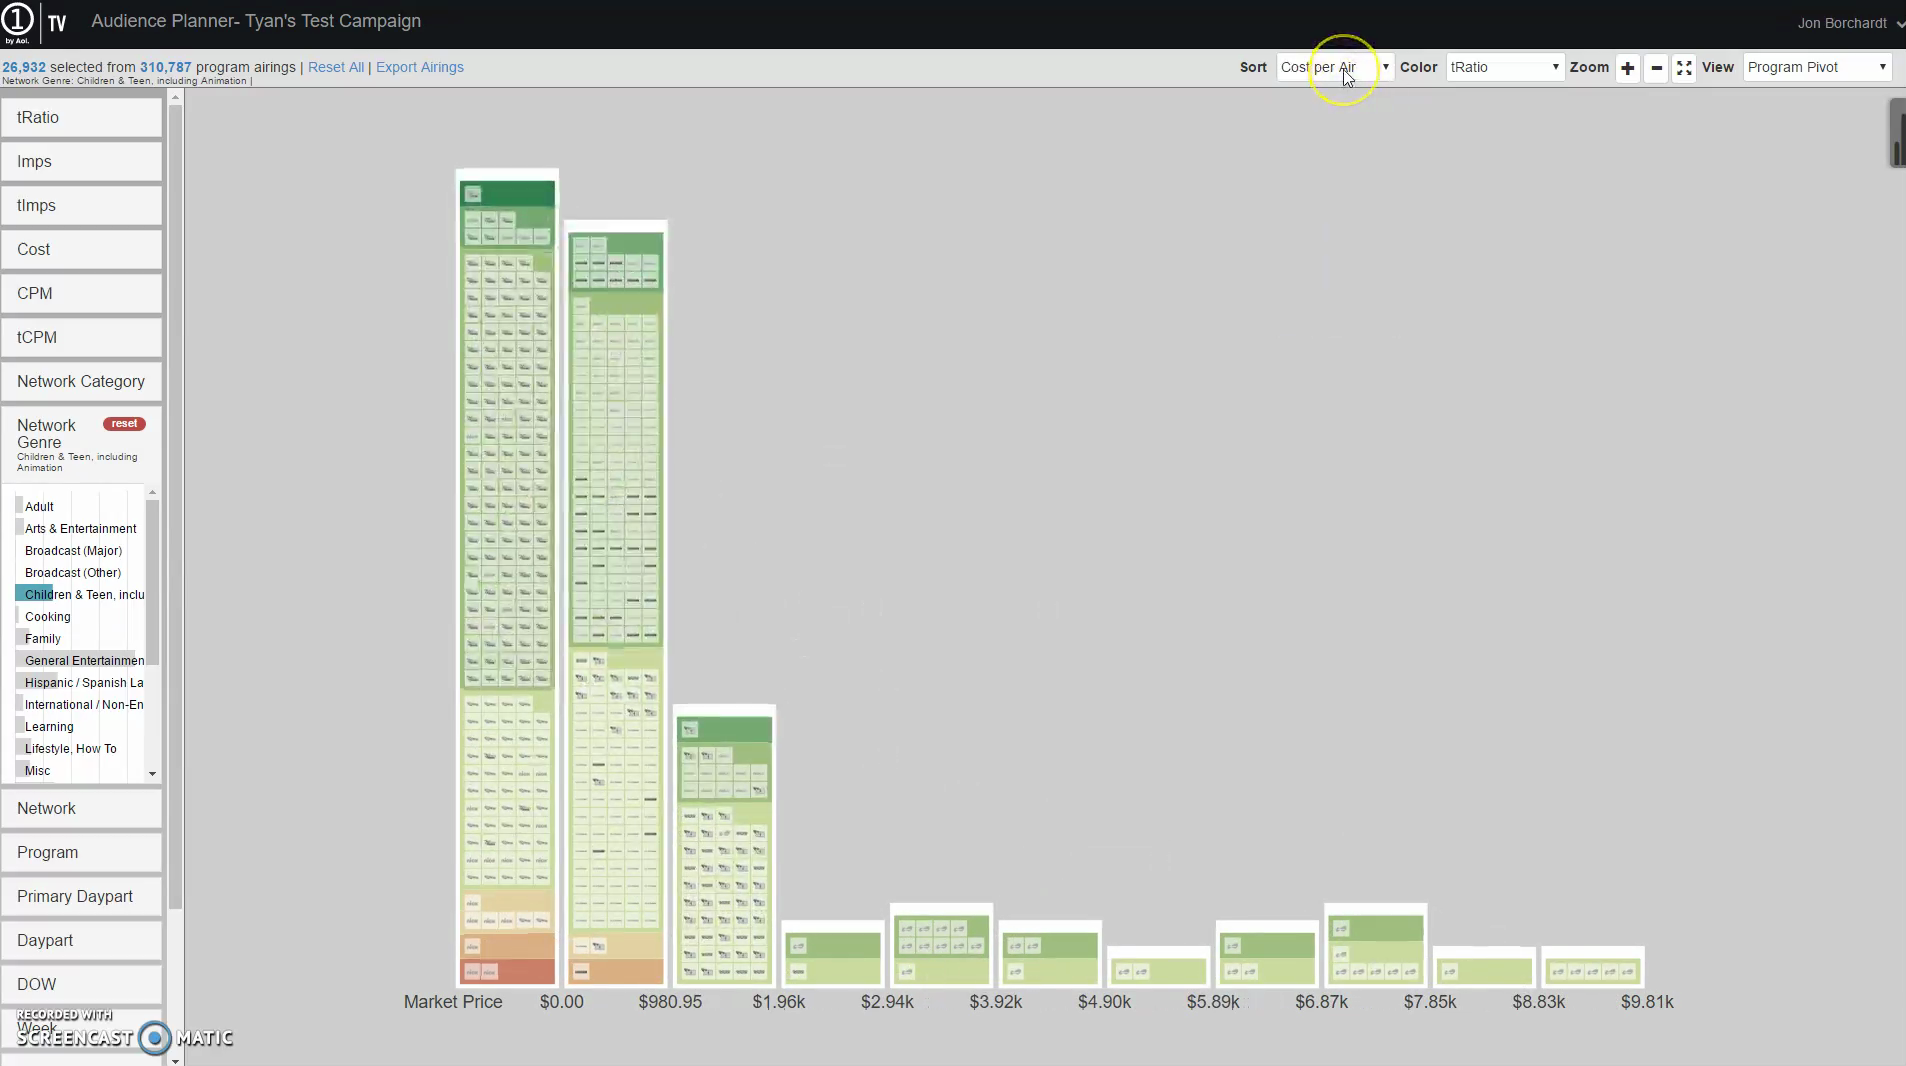 1 TV
by Aol.
Audience Planner- Tyan's Test Campaign
Jon Borchardt
26,932 selected from 310,787 program airings | Reset All | Export Airings
Network Genre: Children & Teen, including Animation |
Sort Cost per Air Color tRatio Zoom + − View Program Pivot
tRatio
Imps
tImps
Cost
CPM
tCPM
Network Category
Network Genre
reset
Children & Teen, including
Animation
Adult
Arts & Entertainment
Broadcast (Major)
Broadcast (Other)
Children & Teen, inclu
Cooking
Family
General Entertainmen
Hispanic / Spanish La
International / Non-En
Learning
Lifestyle, How To
Misc
Network
Program
Primary Daypart
Daypart
DOW
Week
RECORDED WITH
SCREENCAST MATIC
Market Price $0.00 $980.95 $1.96k $2.94k $3.92k $4.90k $5.89k $6.87k $7.85k $8.83k $9.81k